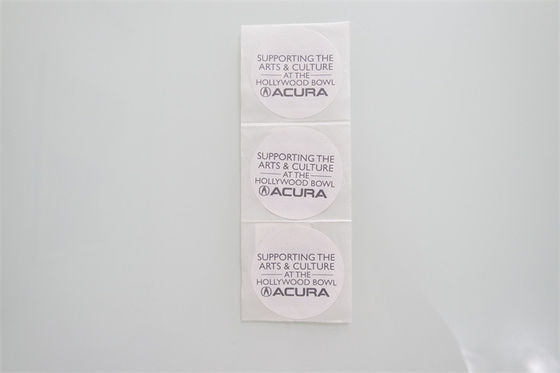 SUPPORTING THE
ARTS & CULTURE
AT THE
HOLLYWOOD BOWL
ACURA
SUPPORTING THE
ARTS & CULTURE
AT THE
HOLLYWOOD BOWL
ACURA
SUPPORTING THE
ARTS & CULTURE
AT THE
HOLLYWOOD BOWL
ACURA